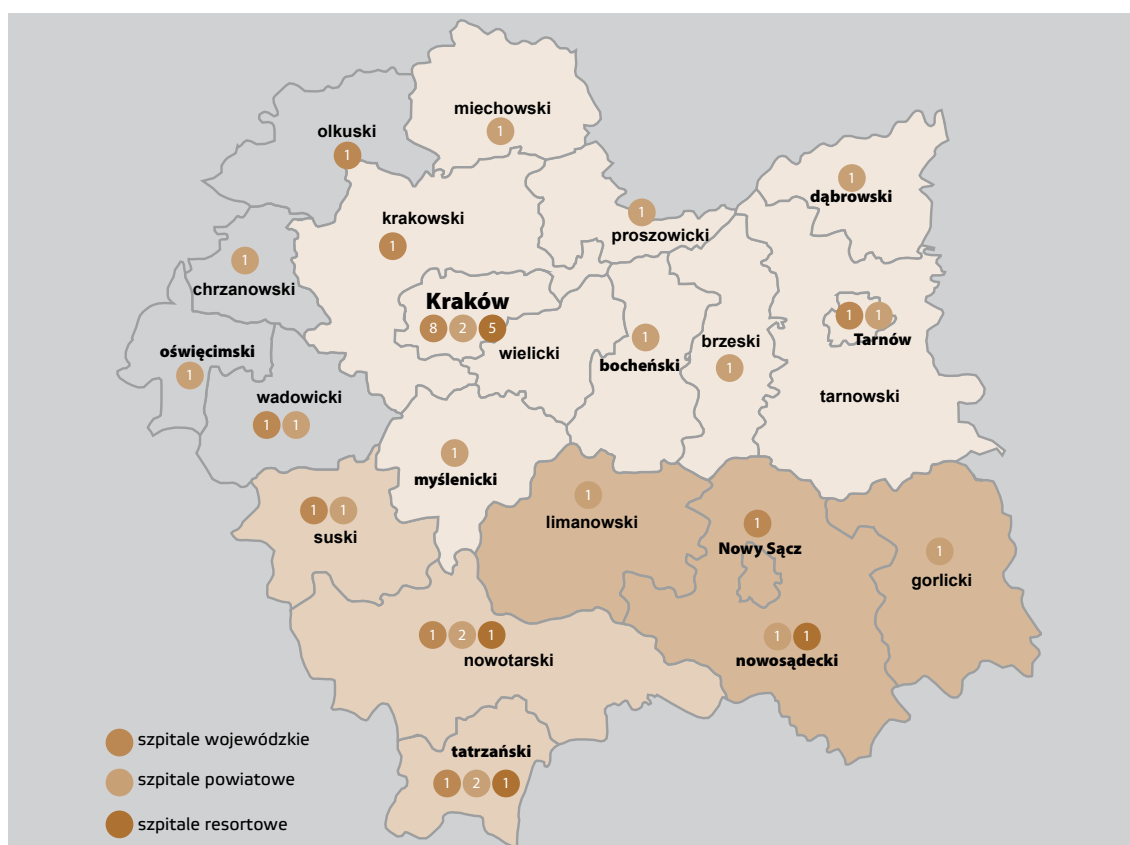 miechowski
1
olkuski
1
1
dąbrowski
krakowski
1
1
proszowicki
1
chrzanowski
Kraków
8 2 5
wielicki
1
bocheński
brzeski
1
1 1
Tarnów
tarnowski
oświęcimski
1
wadowicki
1 1
1
myślenicki
1 1
suski
1
limanowski
1
Nowy Sącz
1
gorlicki
1 2 1
nowotarski
1 1
nowosądecki
tatrzański
1 2 1
szpitale wojewódzkie
szpitale powiatowe
szpitale resortowe